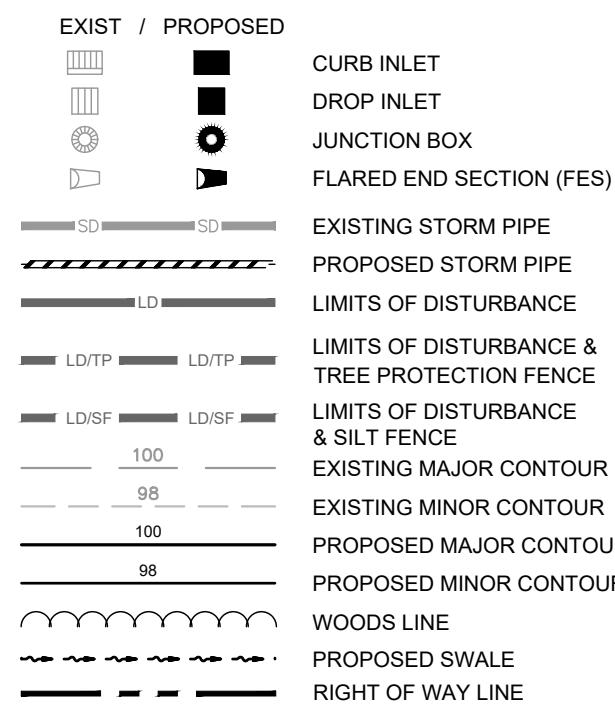 EXIST / PROPOSED
CURB INLET
DROP INLET
JUNCTION BOX
FLARED END SECTION (FES)
SD SD EXISTING STORM PIPE
PROPOSED STORM PIPE
LD LIMITS OF DISTURBANCE
LD/TP LD/TP LIMITS OF DISTURBANCE &
TREE PROTECTION FENCE
LD/SF LD/SF LIMITS OF DISTURBANCE
& SILT FENCE
100 EXISTING MAJOR CONTOUR
98 EXISTING MINOR CONTOUR
100 PROPOSED MAJOR CONTOU
98 PROPOSED MINOR CONTOUR
WOODS LINE
PROPOSED SWALE
RIGHT OF WAY LINE